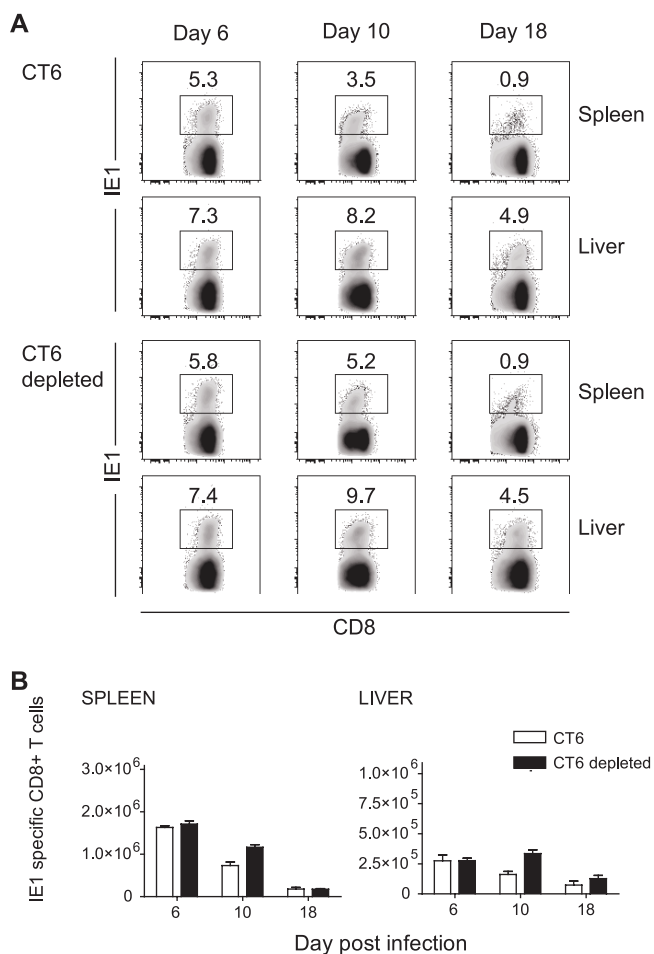 A
Day 6 Day 10 Day 18
CT6
5.3 3.5 0.9
Spleen
IE1
7.3 8.2 4.9
Liver
CT6
depleted
5.8 5.2 0.9
Spleen
IE1
7.4 9.7 4.5
Liver
CD8
B
SPLEEN LIVER
IE1 specific CD8+ T cells
CT6
CT6 depleted
3.0×10⁶
2.0×10⁶
1.0×10⁶
0
6 10 18
1.0×10⁶
7.5×10⁵
5.0×10⁵
2.5×10⁵
0
6 10 18
Day post infection